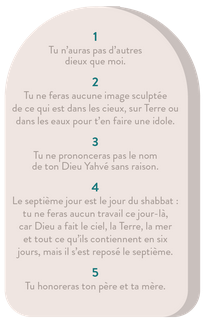 1
Tu n'auras pas d'autres
dieux que moi.
2
Tu ne feras aucune image sculptée
de ce qui est dans les cieux, sur Terre ou
dans les eaux pour t'en faire une idole.
3
Tu ne prononceras pas le nom
de ton Dieu Yahvé sans raison.
4
Le septième jour est le jour du shabbat :
tu ne feras aucun travail ce jour-là,
car Dieu a fait le ciel, la Terre, la mer
et tout ce qu'ils contiennent en six
jours, mais il s'est reposé le septième.
5
Tu honoreras ton père et ta mère.